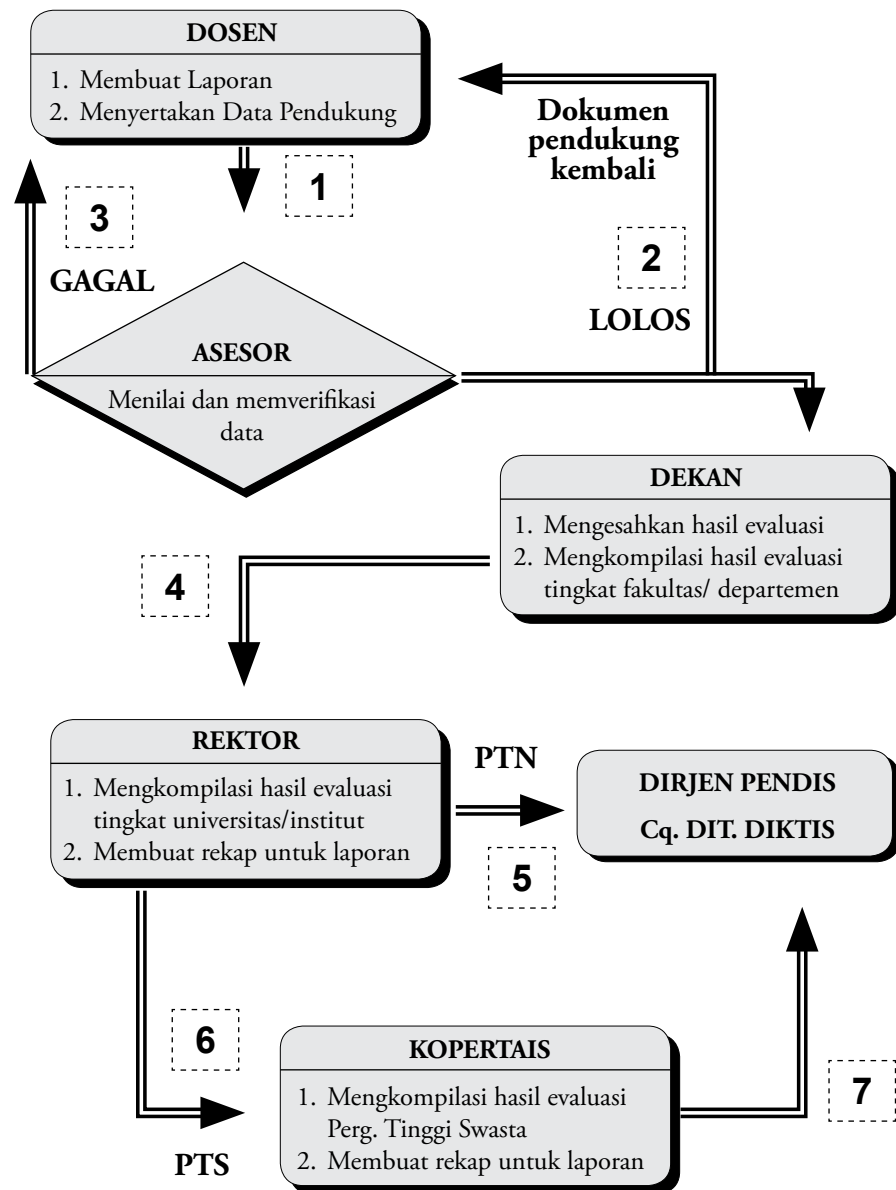 DOSEN
1. Membuat Laporan
2. Menyertakan Data Pendukung
Dokumen
pendukung
kembali
1
3
GAGAL
2
LOLOS
ASESOR
Menilai dan memverifikasi
data
DEKAN
1. Mengesahkan hasil evaluasi
2. Mengkompilasi hasil evaluasi
tingkat fakultas/ departemen
4
REKTOR
1. Mengkompilasi hasil evaluasi
tingkat universitas/institut
2. Membuat rekap untuk laporan
PTN
5
DIRJEN PENDIS
Cq. DIT. DIKTIS
6
PTS
KOPERTAIS
1. Mengkompilasi hasil evaluasi
Perg. Tinggi Swasta
2. Membuat rekap untuk laporan
7